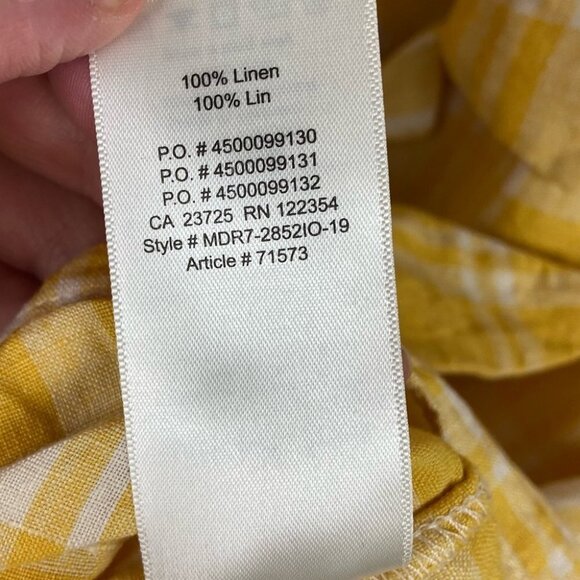 100% Linen
100% Lin
P.O. # 4500099130
P.O. # 4500099131
P.O. # 4500099132
CA 23725 RN 122354
Style # MDR7-2852IO-19
Article # 71573